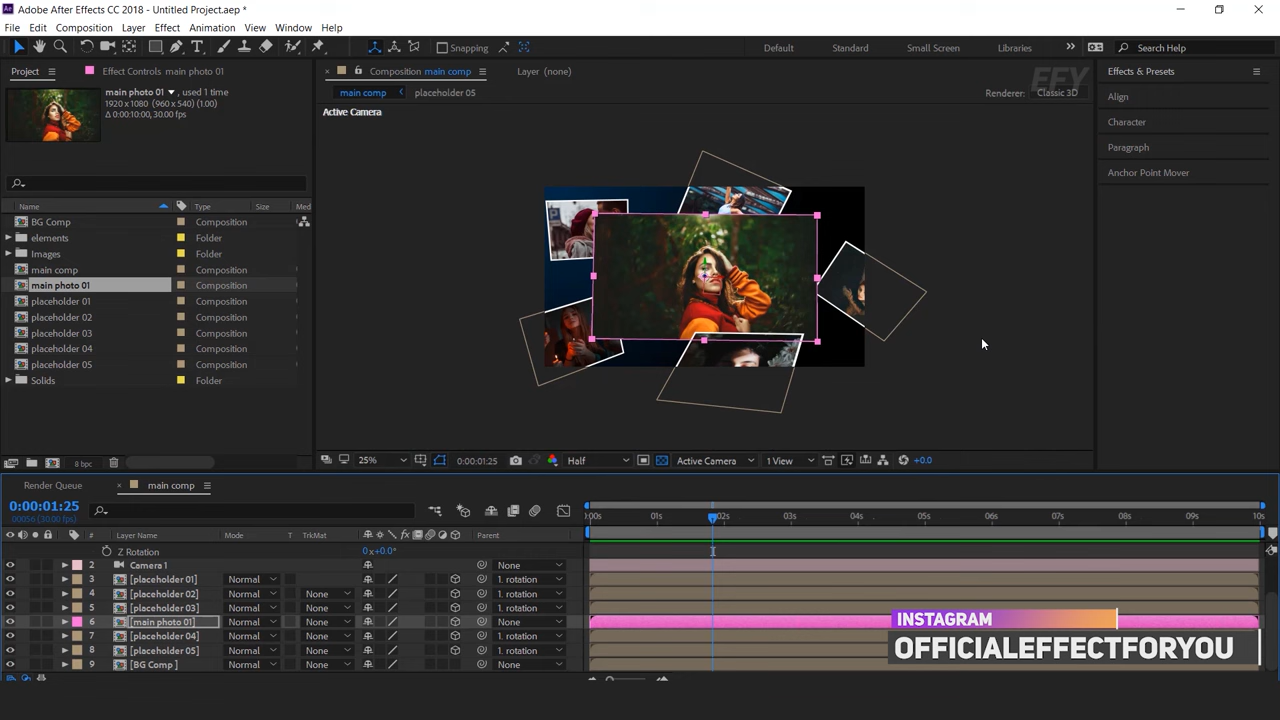 Adobe After Effects CC 2018 - Untitled Project.aep *
File Edit Composition Layer Effect Animation View Window Help
Snapping
Default Standard Small Screen Libraries
Search Help
Project
Effect Controls main photo 01
Composition main comp
Layer (none)
Effects & Presets
main photo 01 , used 1 time
1920 x 1080 (960 x 540) (1.00)
Δ 0:00:10:00, 30.00 fps
main comp
placeholder 05
EFY
Renderer: Classic 3D
Align
Active Camera
Character
Paragraph
Anchor Point Mover
Name Type Size Med
BG Comp Composition
elements Folder
Images Folder
main comp Composition
main photo 01 Composition
placeholder 01 Composition
placeholder 02 Composition
placeholder 03 Composition
placeholder 04 Composition
placeholder 05 Composition
Solids Folder
8 bpc
25% 0:00:01:25 Half Active Camera 1 View +0.0
Render Queue
main comp
0:00:01:25
00056 (30.00 fps)
:00s 01s 02s 03s 04s 05s 06s 07s 08s 09s 10s
# Layer Name Mode T TrkMat Parent
Z Rotation 0x+0.0°
2 Camera 1 None
3 [placeholder 01] Normal 1. rotation
4 [placeholder 02] Normal None 1. rotation
5 [placeholder 03] Normal None 1. rotation
6 [main photo 01] Normal None None
7 [placeholder 04] Normal None 1. rotation
8 [placeholder 05] Normal None 1. rotation
9 [BG Comp ] Normal None None
INSTAGRAM
OFFICIALEFFECTFORYOU